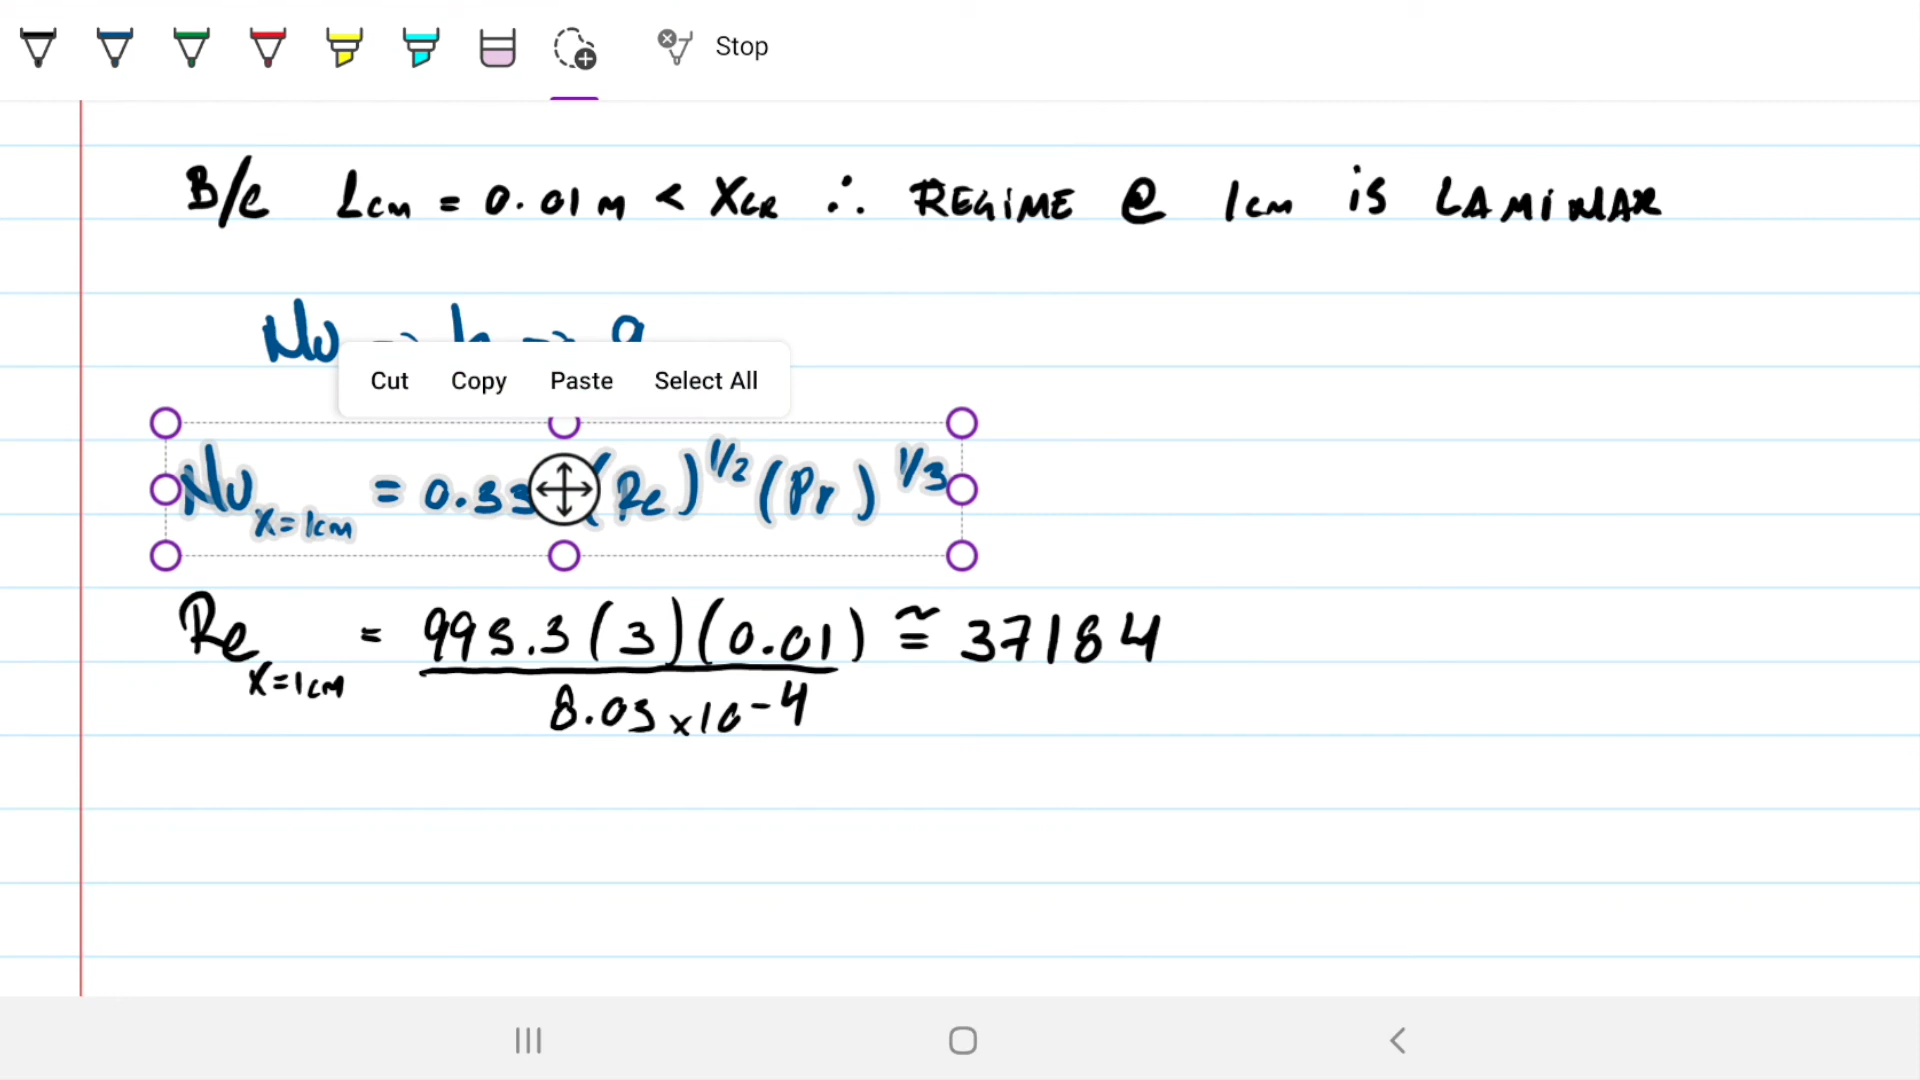 Stop
B/C Lcm = 0.01 m < Xcr ∴ REGIME @ 1cm is LAMINAR
Nu → h → q
Cut Copy Paste Select All
Nu x=1cm = 0.33 (Re)^1/2 (Pr)^1/3
Re x=1cm = 995.3(3)(0.01) ≅ 37184
8.03 x10^-4